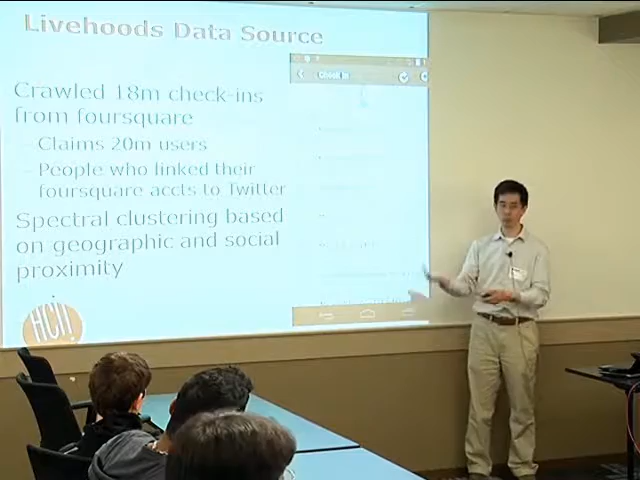 Livehoods Data Source
Crawled 18m check-ins
from foursquare
– Claims 20m users
– People who linked their
foursquare accts to Twitter
Spectral clustering based
on geographic and social
proximity
Check In
HCII